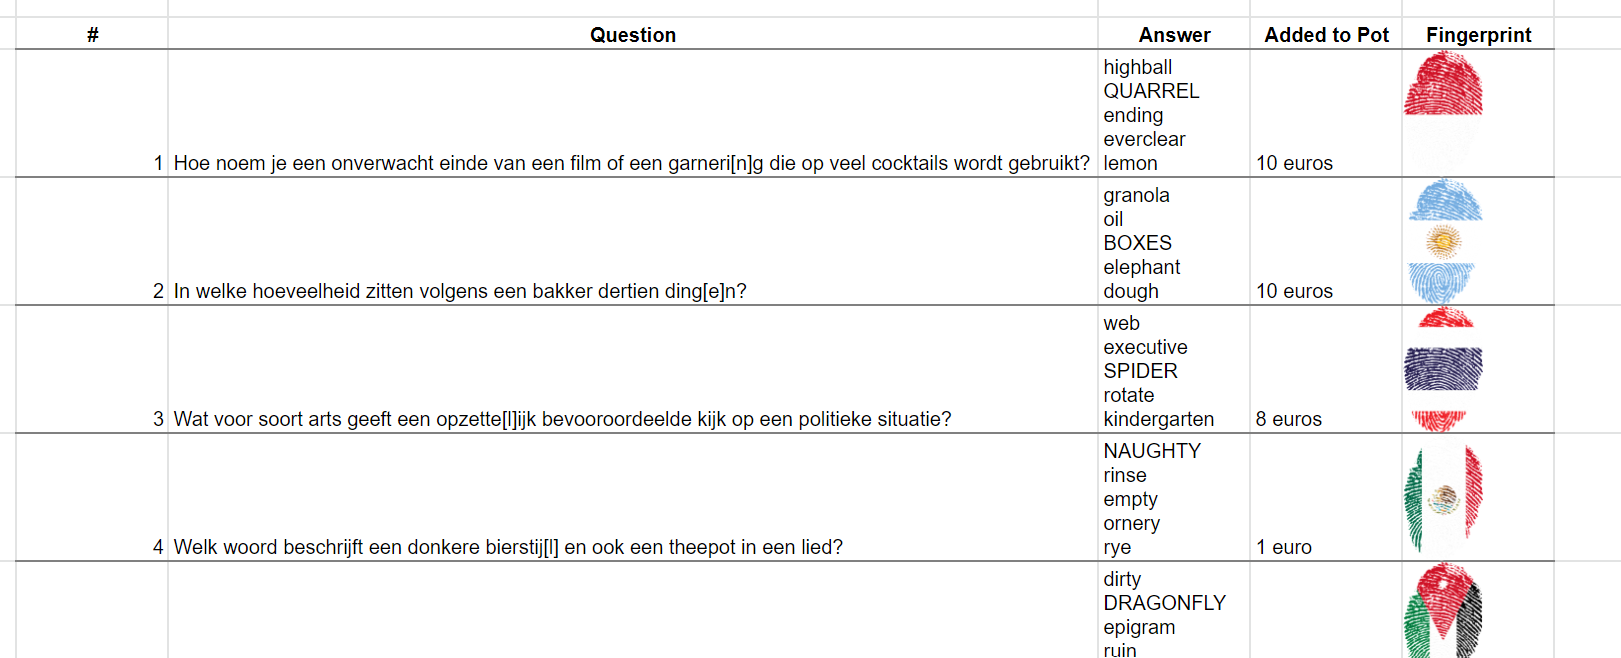 # Question Answer Added to Pot Fingerprint
highball
QUARREL
ending
everclear
1 Hoe noem je een onverwacht einde van een film of een garneri[n]g die op veel cocktails wordt gebruikt? lemon 10 euros
granola
oil
BOXES
elephant
2 In welke hoeveelheid zitten volgens een bakker dertien ding[e]n? dough 10 euros
web
executive
SPIDER
rotate
3 Wat voor soort arts geeft een opzette[l]ijk bevooroordeelde kijk op een politieke situatie? kindergarten 8 euros
NAUGHTY
rinse
empty
ornery
4 Welk woord beschrijft een donkere bierstij[l] en ook een theepot in een lied? rye 1 euro
dirty
DRAGONFLY
epigram
ruin